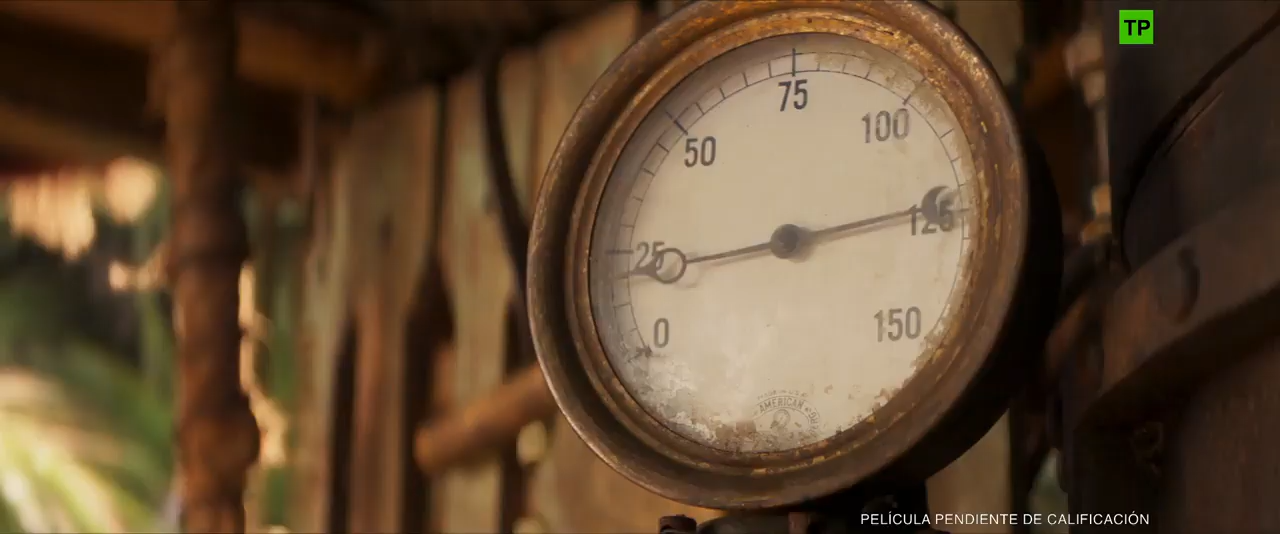 TP
75
100
50
125
25
0
150
AMERICAN
PELÍCULA PENDIENTE DE CALIFICACIÓN